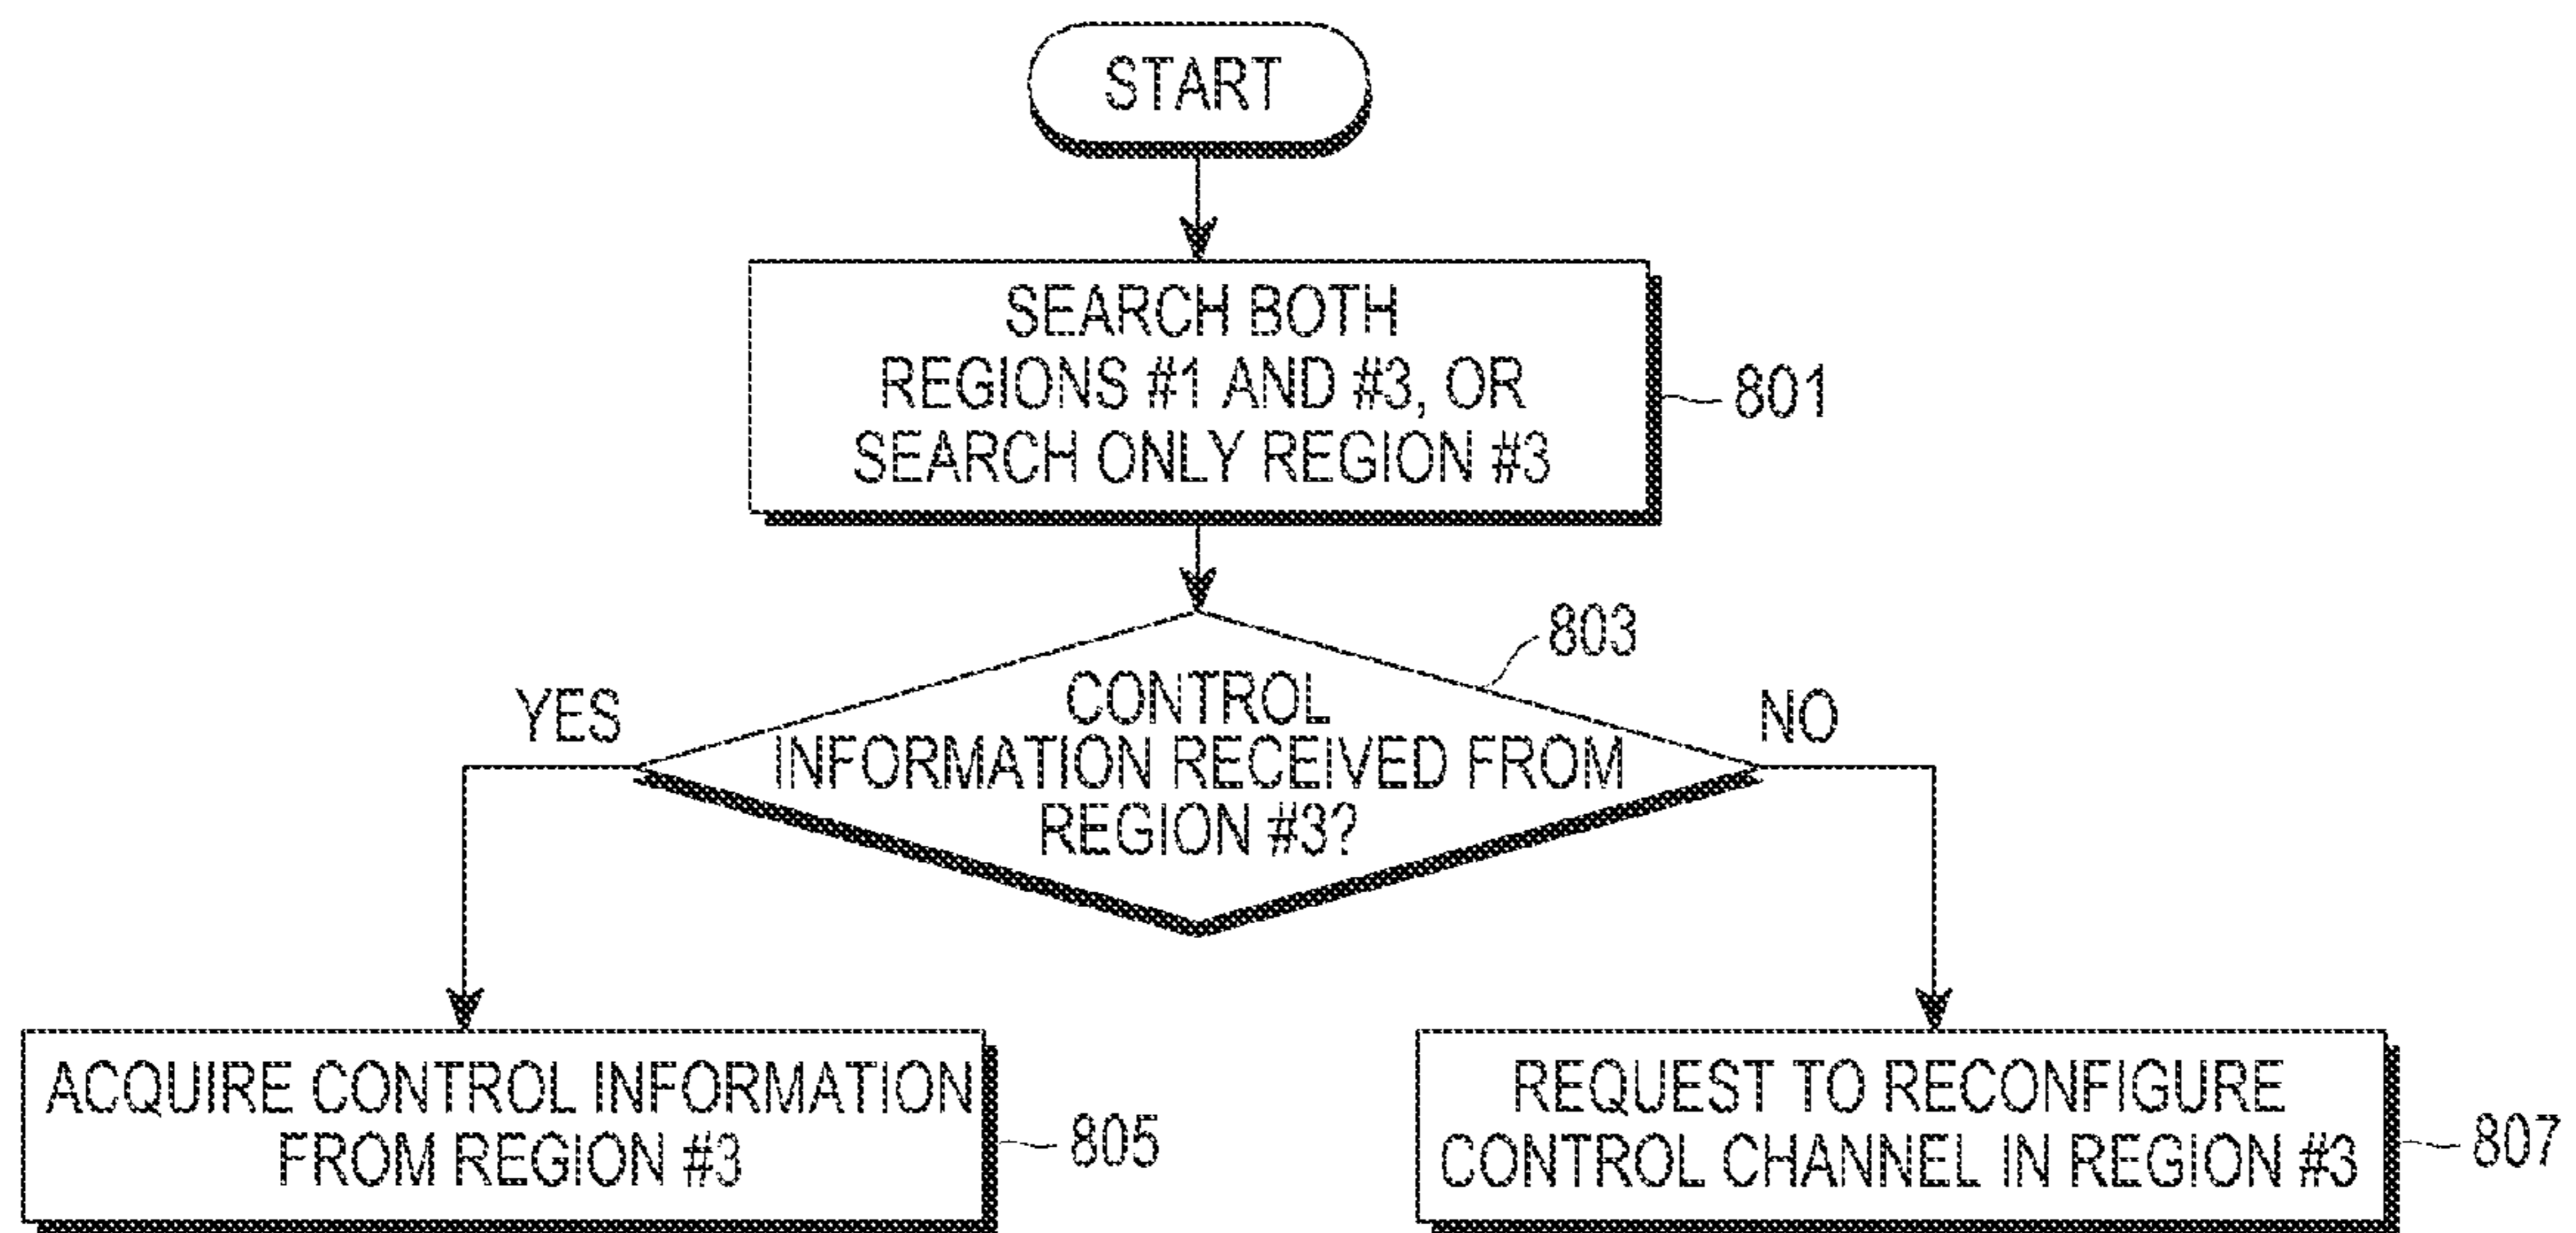 START
SEARCH BOTH
REGIONS #1 AND #3, OR
SEARCH ONLY REGION #3
801
803
YES
NO
CONTROL
INFORMATION RECEIVED FROM
REGION #3?
ACQUIRE CONTROL INFORMATION
FROM REGION #3
805
REQUEST TO RECONFIGURE
CONTROL CHANNEL IN REGION #3
807